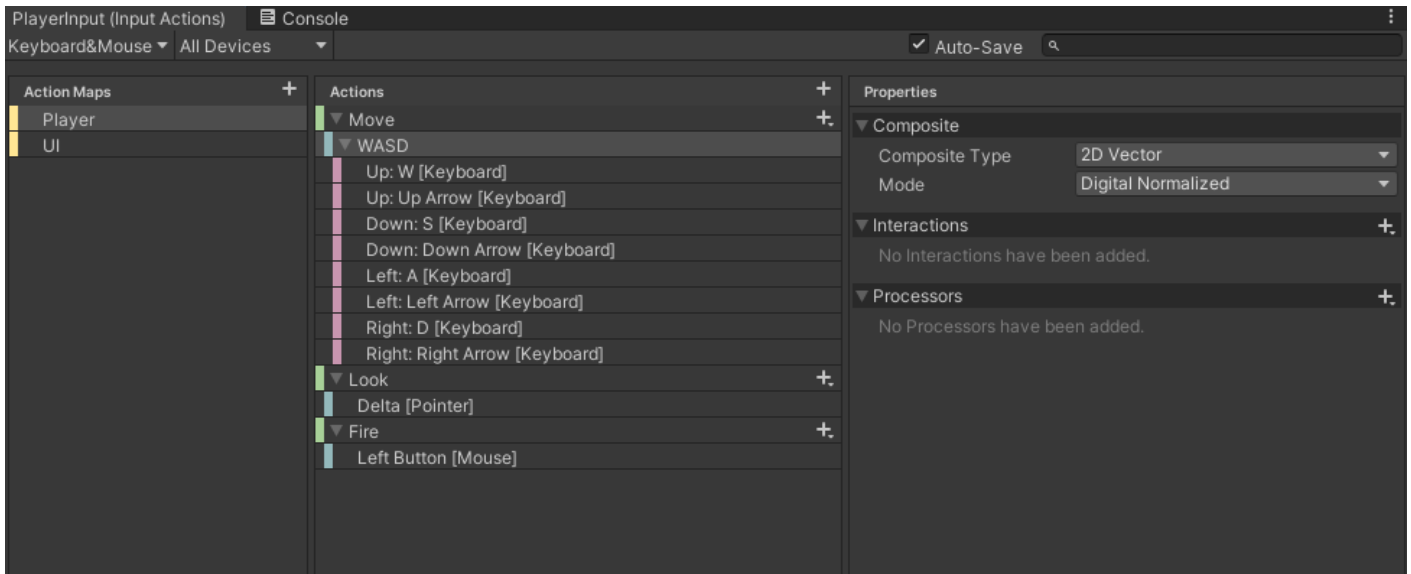 PlayerInput (Input Actions) Console
Keyboard&Mouse All Devices Auto-Save
Action Maps
Player
UI
Actions
Move
WASD
Up: W [Keyboard]
Up: Up Arrow [Keyboard]
Down: S [Keyboard]
Down: Down Arrow [Keyboard]
Left: A [Keyboard]
Left: Left Arrow [Keyboard]
Right: D [Keyboard]
Right: Right Arrow [Keyboard]
Look
Delta [Pointer]
Fire
Left Button [Mouse]
Properties
Composite
Composite Type 2D Vector
Mode Digital Normalized
Interactions
No Interactions have been added.
Processors
No Processors have been added.